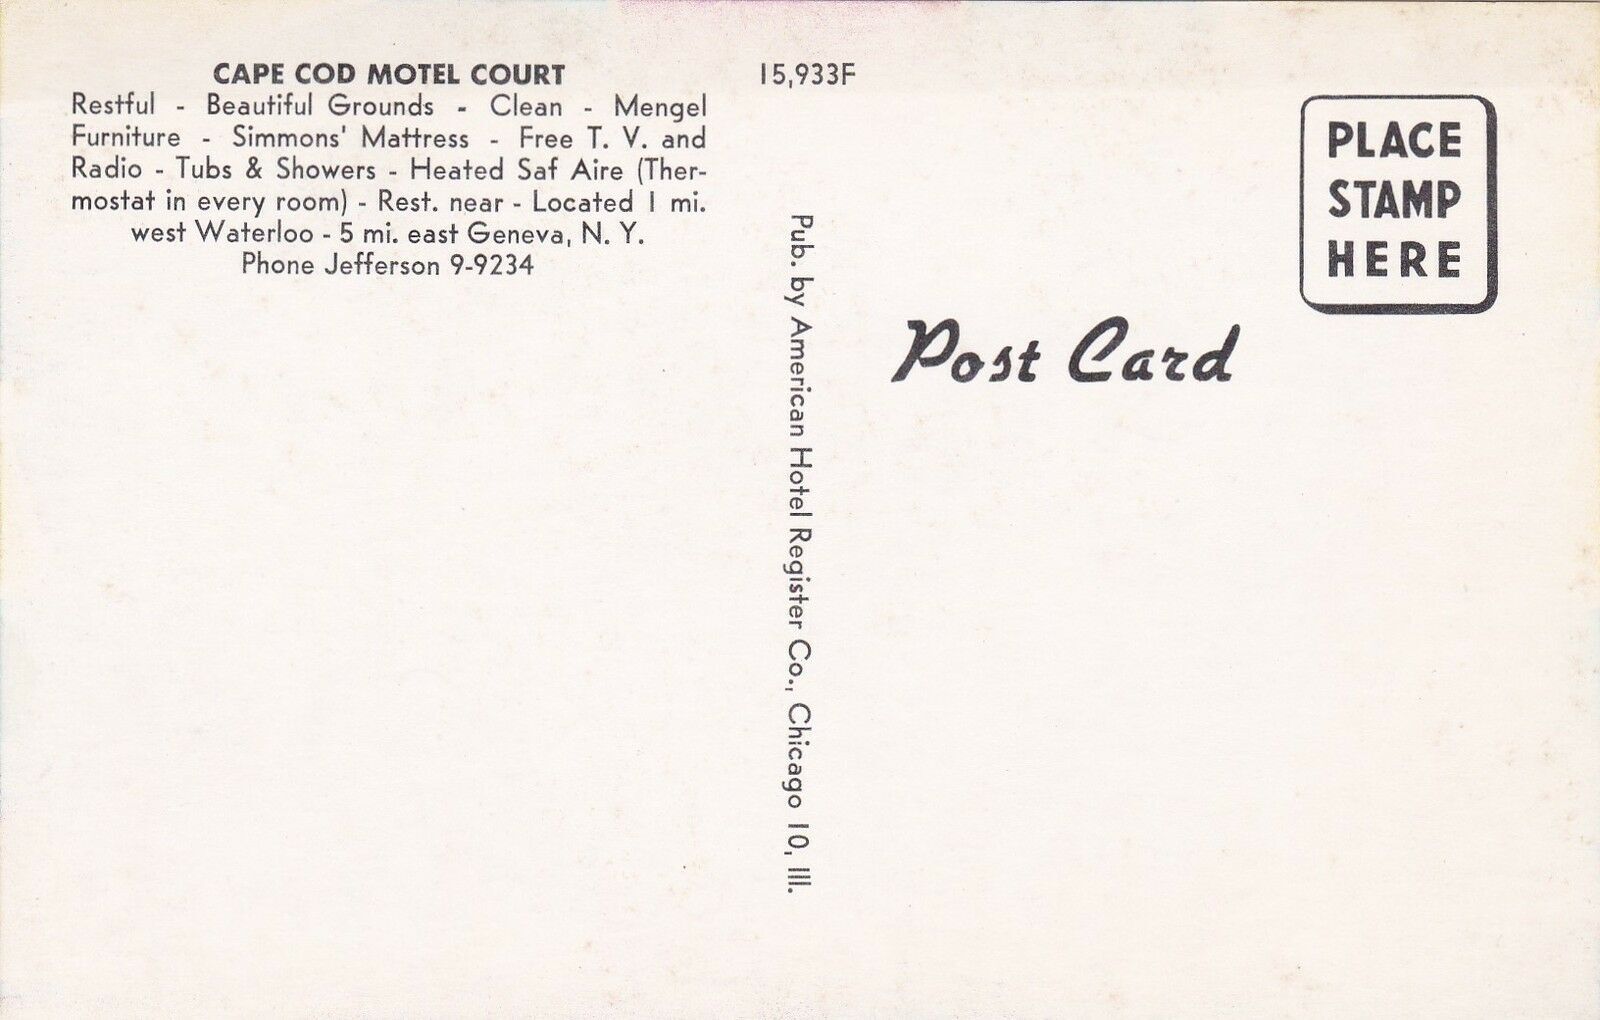 CAPE COD MOTEL COURT
Restful - Beautiful Grounds - Clean - Mengel
Furniture - Simmons' Mattress - Free T. V. and
Radio - Tubs & Showers - Heated Saf Aire (Ther-
mostat in every room) - Rest. near - Located 1 mi.
west Waterloo - 5 mi. east Geneva, N. Y.
Phone Jefferson 9-9234
15,933F
Pub. by American Hotel Register Co., Chicago 10, Ill.
PLACE
STAMP
HERE
Post Card